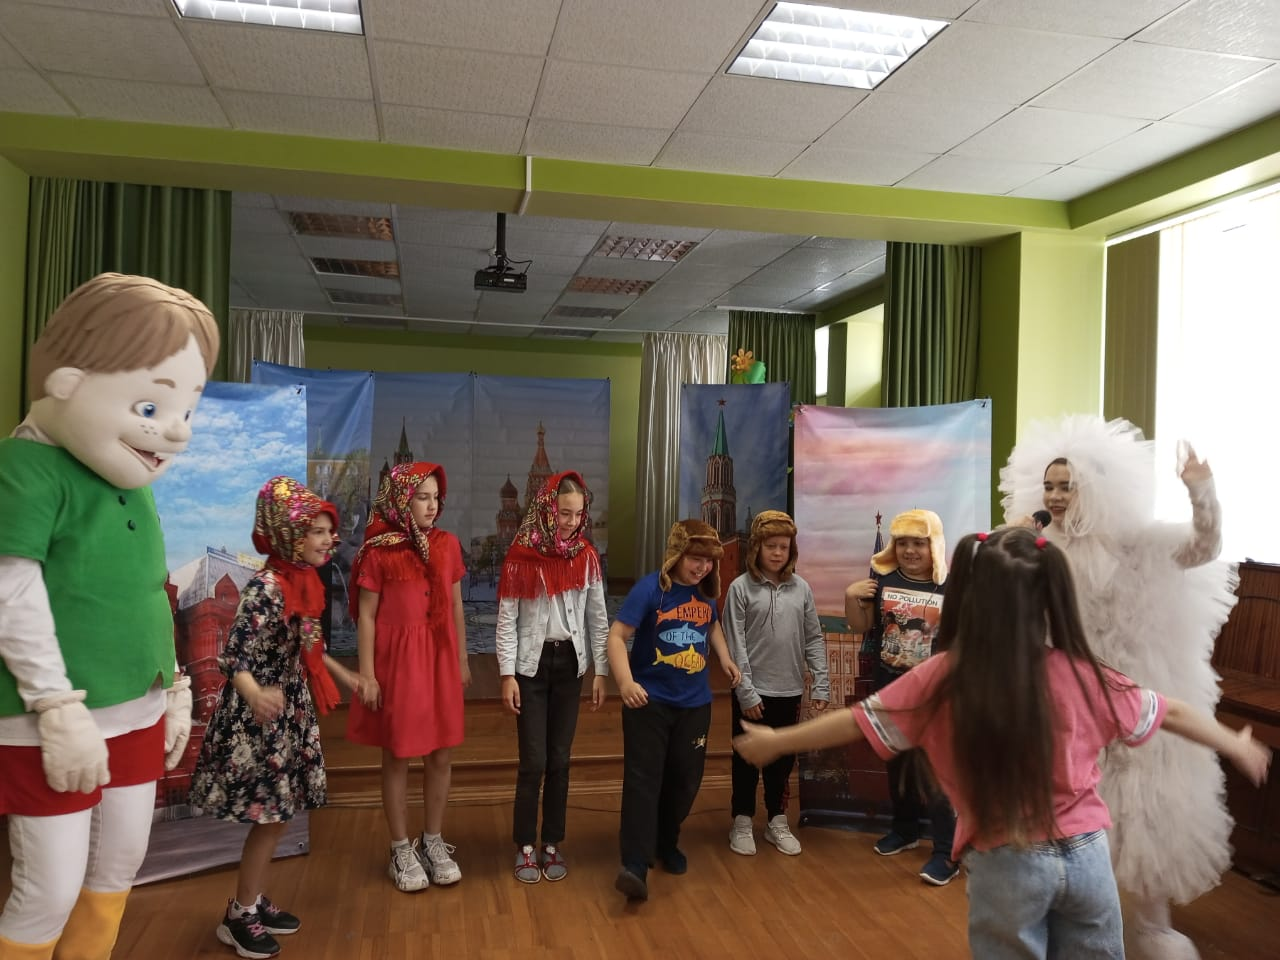 EMPER
OF THE
OCEAN
NO POLLUTION